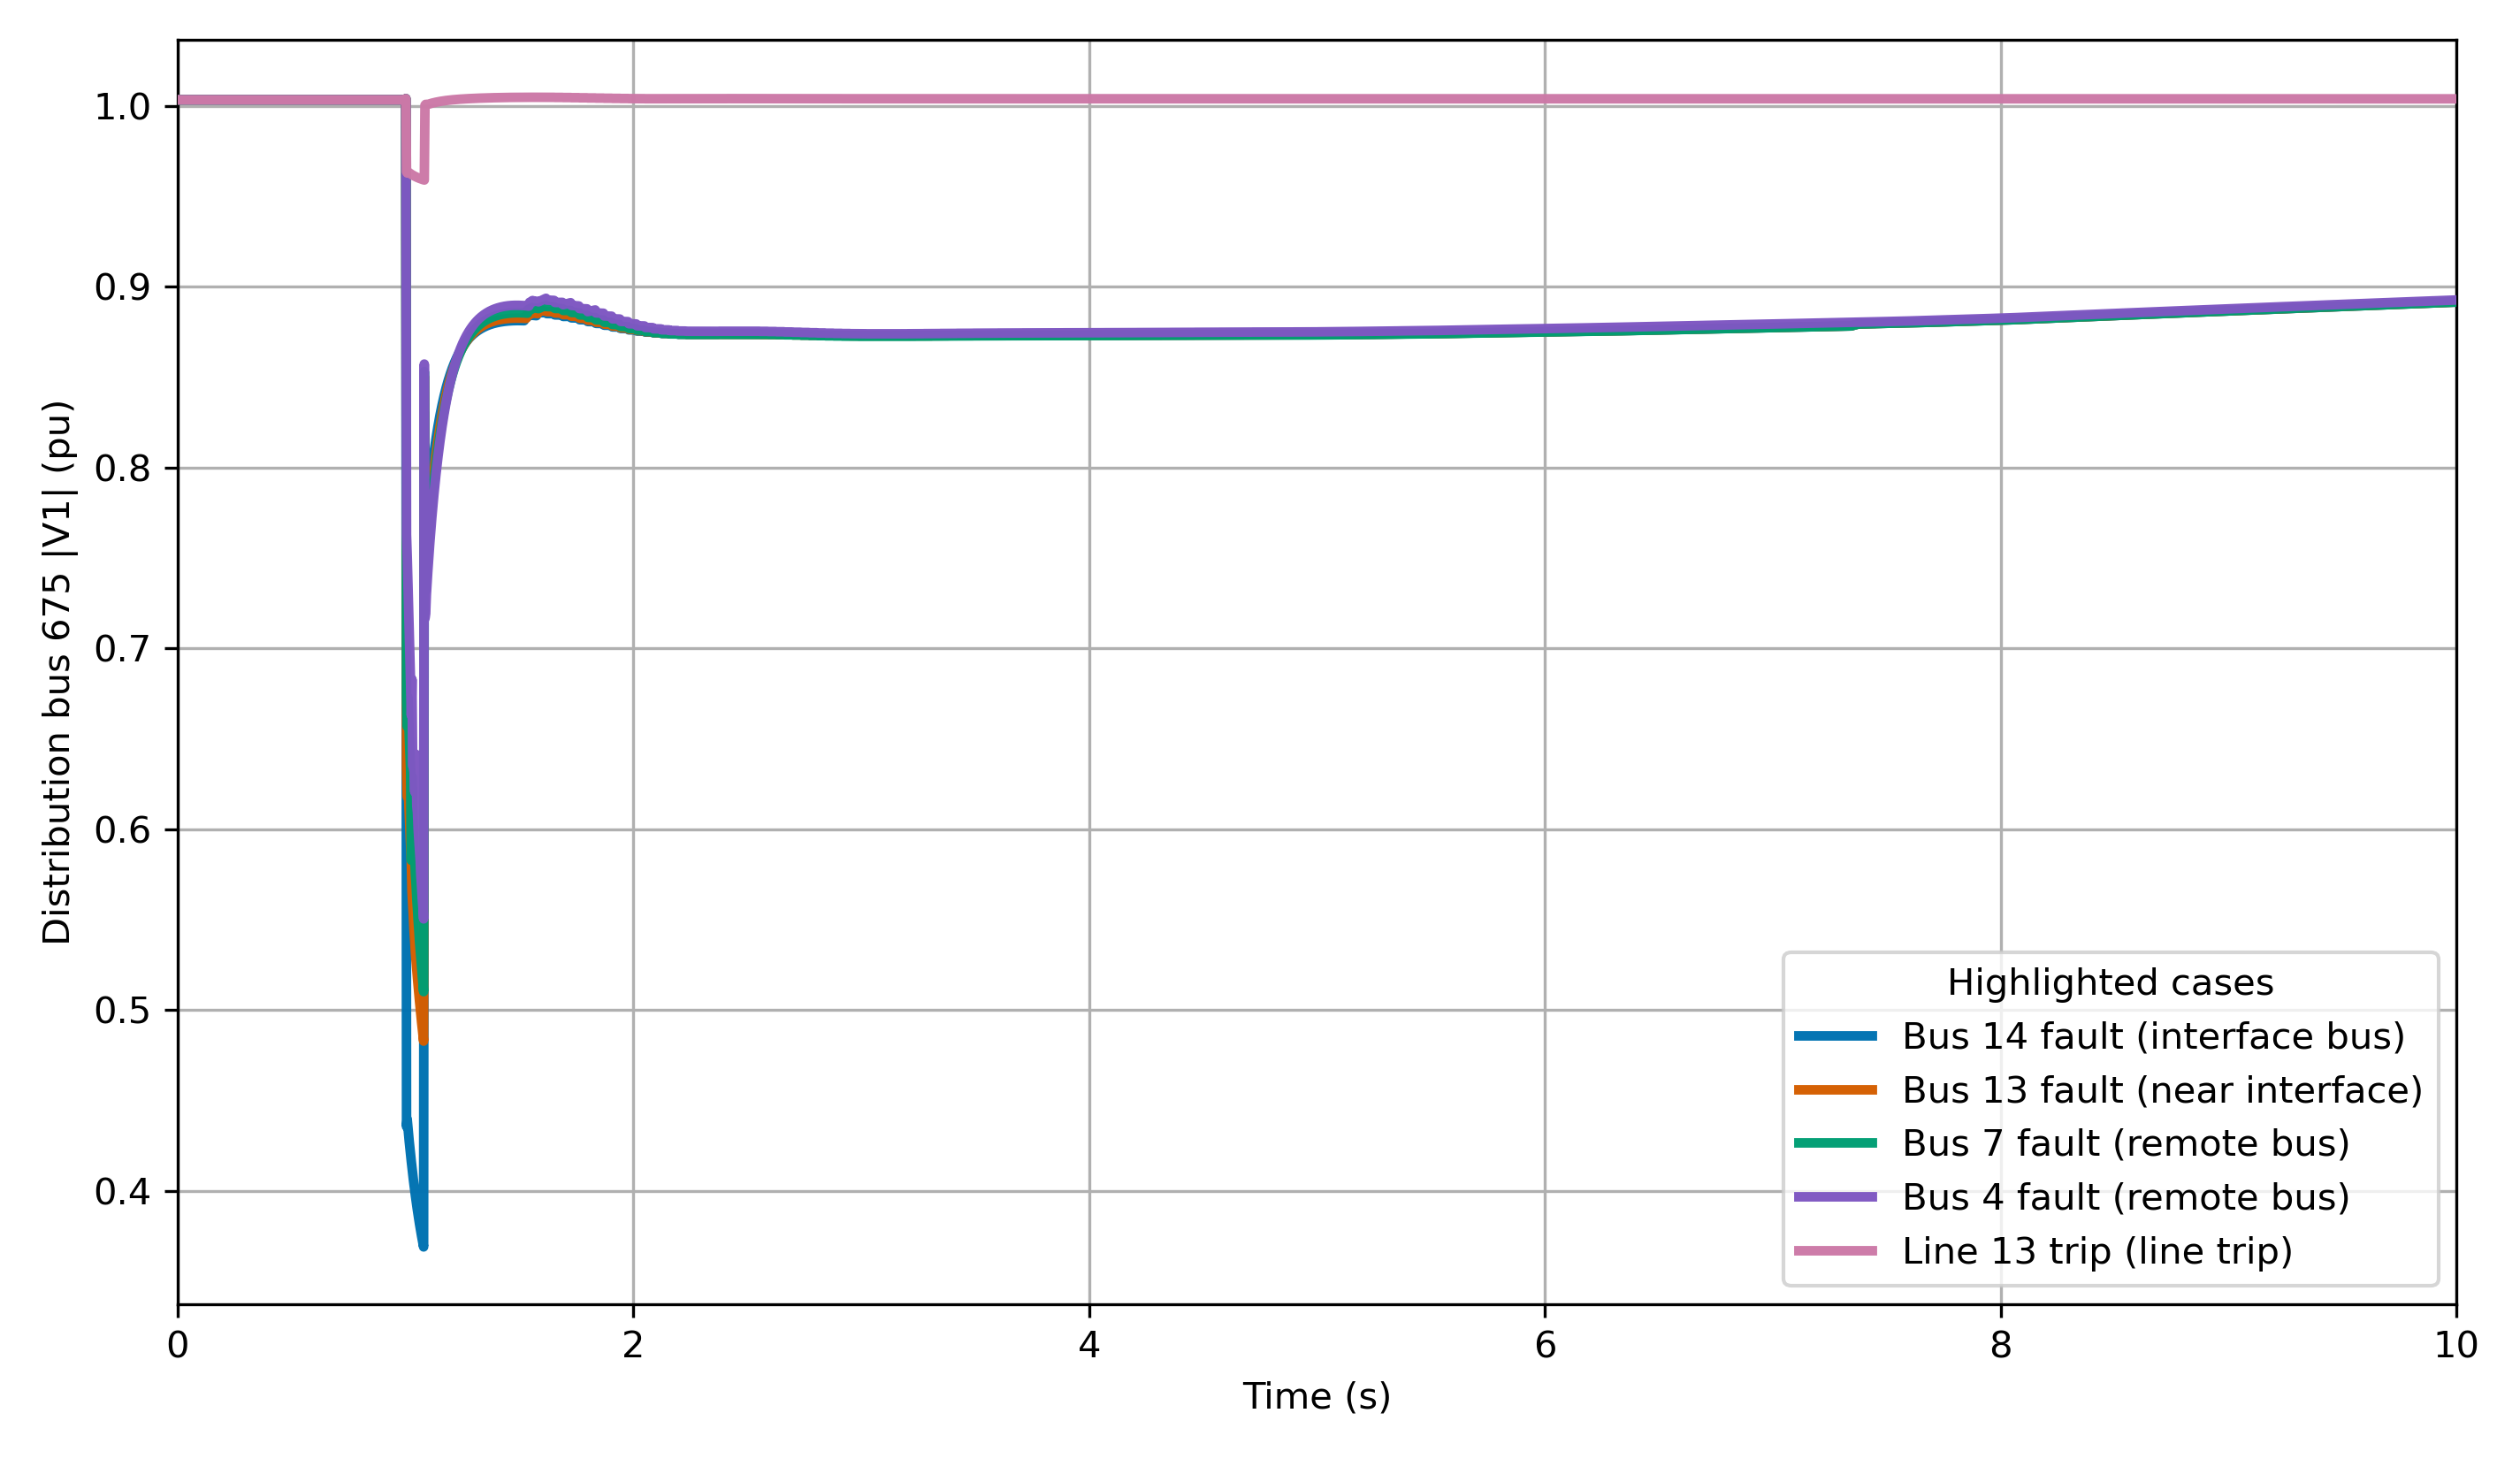 Distribution bus 675 |V1| (pu)
1.0
0.9
0.8
0.7
0.6
0.5
0.4
0
2
4
6
8
10
Time (s)
Highlighted cases
Bus 14 fault (interface bus)
Bus 13 fault (near interface)
Bus 7 fault (remote bus)
Bus 4 fault (remote bus)
Line 13 trip (line trip)